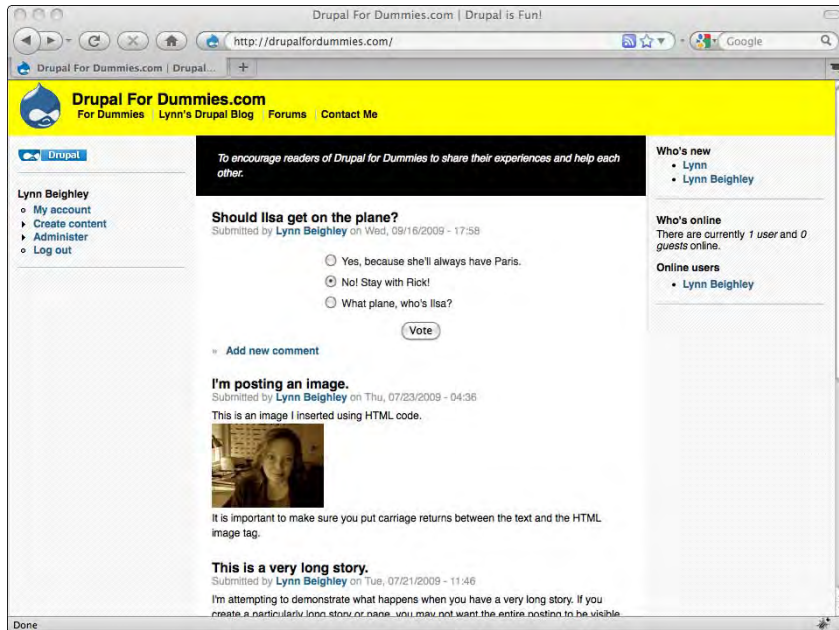 Drupal For Dummies.com | Drupal is Fun!
http://drupalfordummies.com/
Google
Drupal For Dummies.com | Drupal...
Drupal For Dummies.com
For Dummies Lynn's Drupal Blog Forums Contact Me
Drupal
Lynn Beighley
My account
Create content
Administer
Log out
To encourage readers of Drupal for Dummies to share their experiences and help each
other.
Should Ilsa get on the plane?
Submitted by Lynn Beighley on Wed, 09/16/2009 - 17:58
Yes, because she'll always have Paris.
No! Stay with Rick!
What plane, who's Ilsa?
Vote
Add new comment
I'm posting an image.
Submitted by Lynn Beighley on Thu, 07/23/2009 - 04:36
This is an image I inserted using HTML code.
It is important to make sure you put carriage returns between the text and the HTML
image tag.
This is a very long story.
Submitted by Lynn Beighley on Tue, 07/21/2009 - 11:46
I'm attempting to demonstrate what happens when you have a very long story. If you
create a particularly long story or page, you may not want the entire posting to be visible
Who's new
Lynn
Lynn Beighley
Who's online
There are currently 1 user and 0
guests online.
Online users
Lynn Beighley
Done